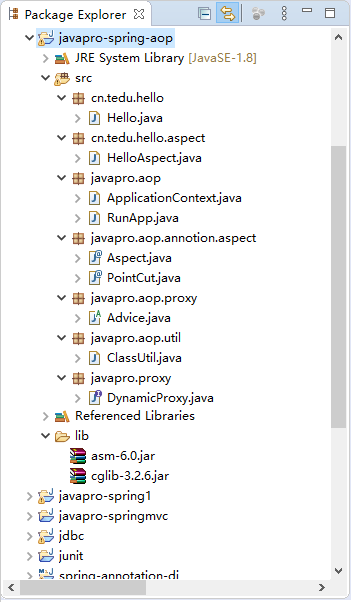 Package Explorer
javapro-spring-aop
JRE System Library [JavaSE-1.8]
src
cn.tedu.hello
Hello.java
cn.tedu.hello.aspect
HelloAspect.java
javapro.aop
ApplicationContext.java
RunApp.java
javapro.aop.annotion.aspect
Aspect.java
PointCut.java
javapro.aop.proxy
Advice.java
javapro.aop.util
ClassUtil.java
javapro.proxy
DynamicProxy.java
Referenced Libraries
lib
asm-6.0.jar
cglib-3.2.6.jar
javapro-spring1
javapro-springmvc
jdbc
junit
spring-annotation-di